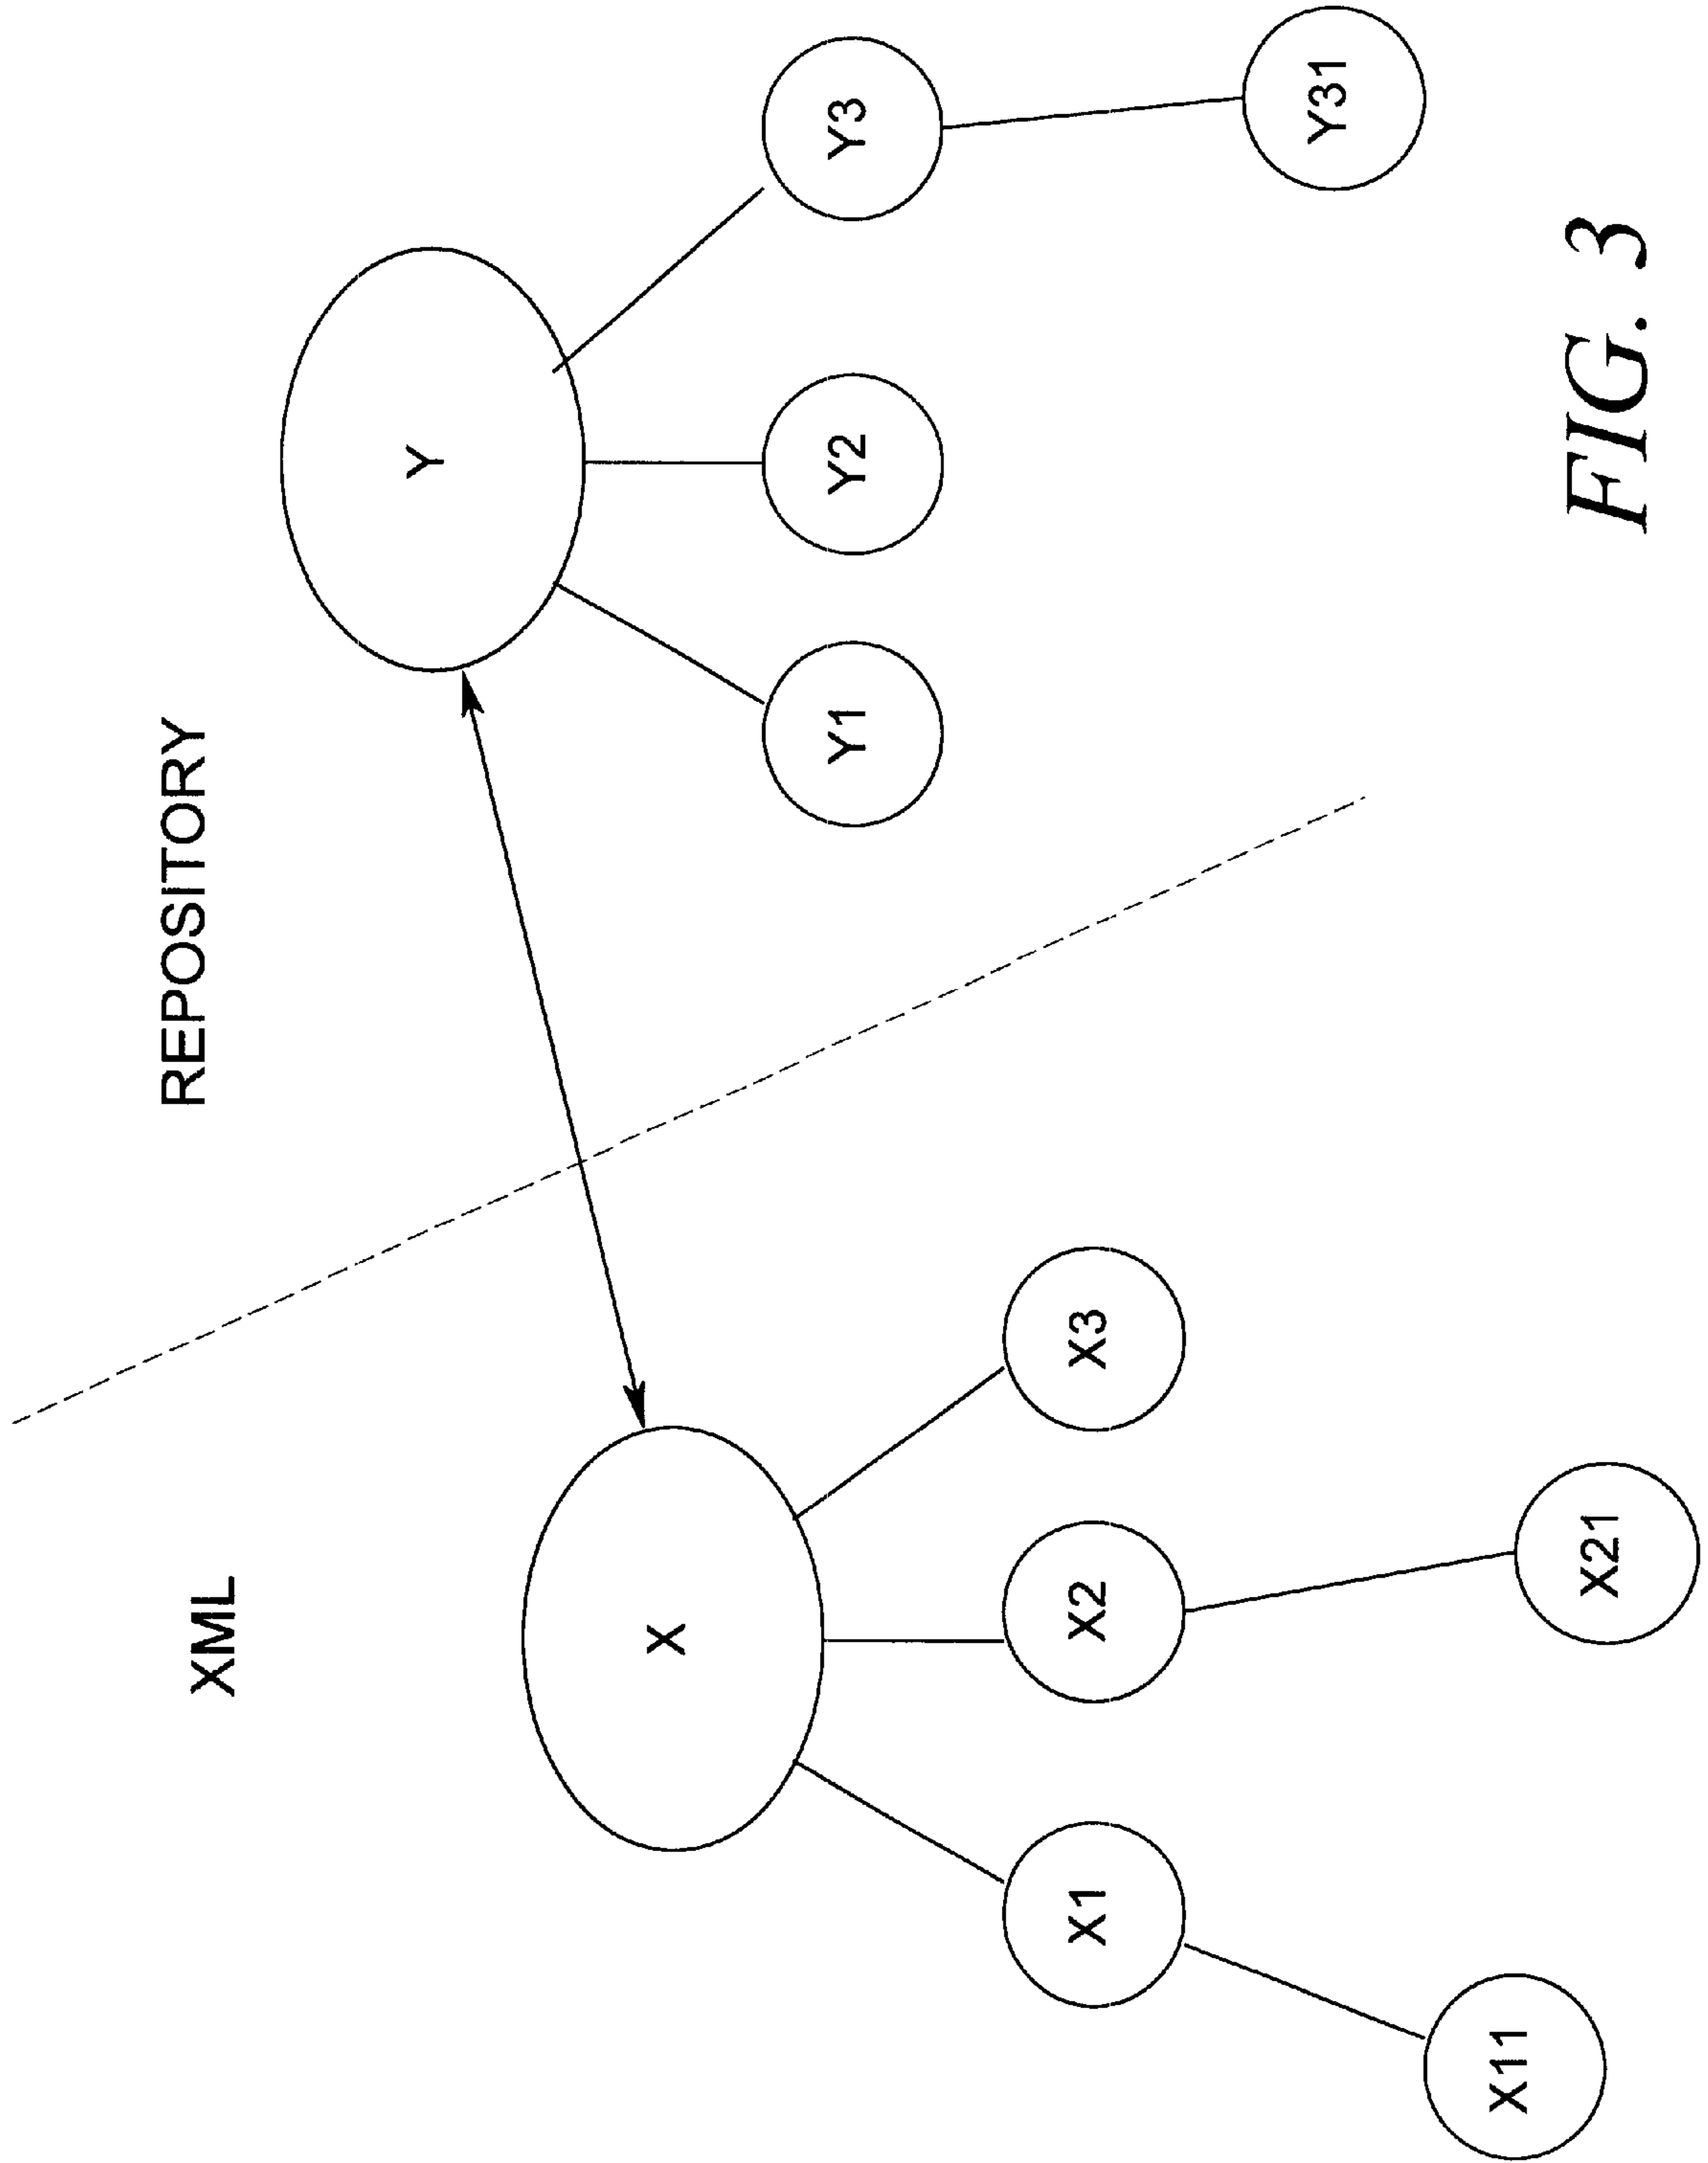 XML
REPOSITORY
X
Y
X1
X2
X3
Y1
Y2
Y3
X11
X21
Y31
FIG. 3